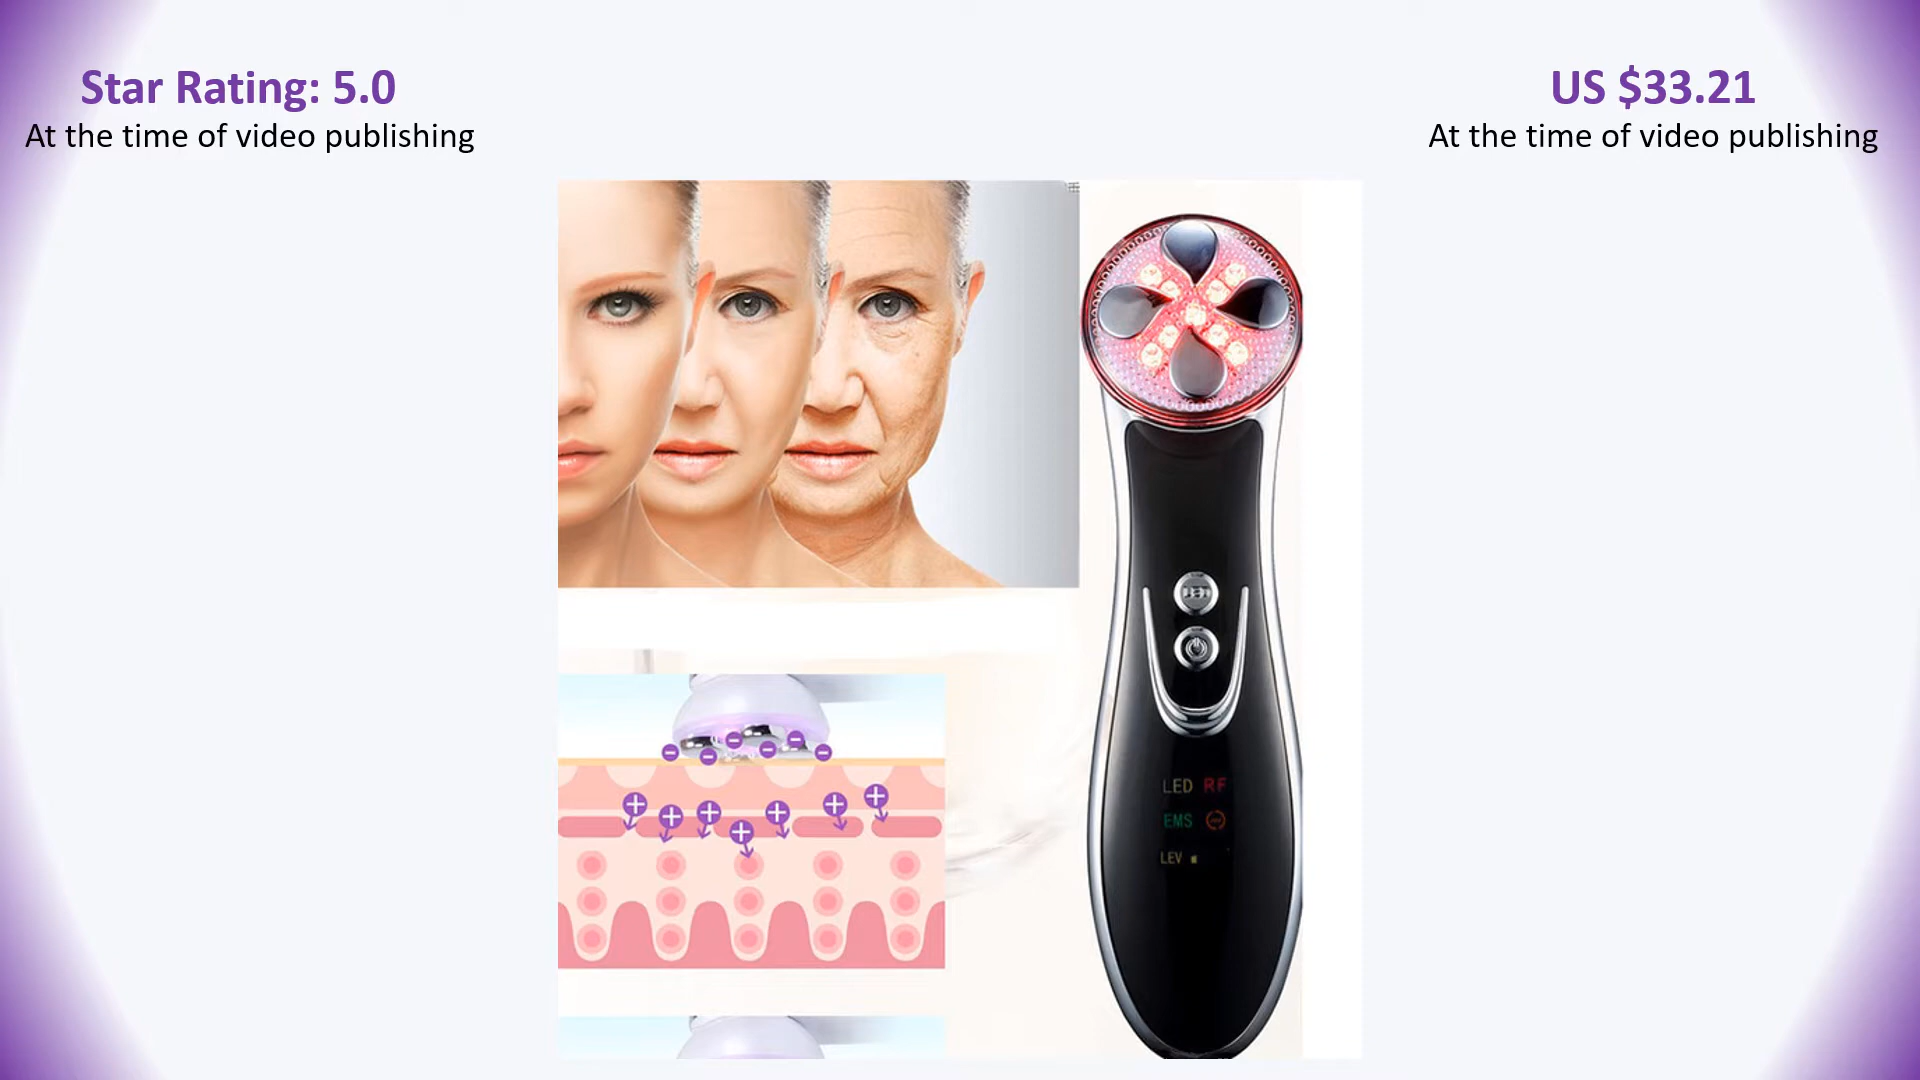 Star Rating: 5.0
At the time of video publishing
US $33.21
At the time of video publishing
LED RF
EMS
LEV